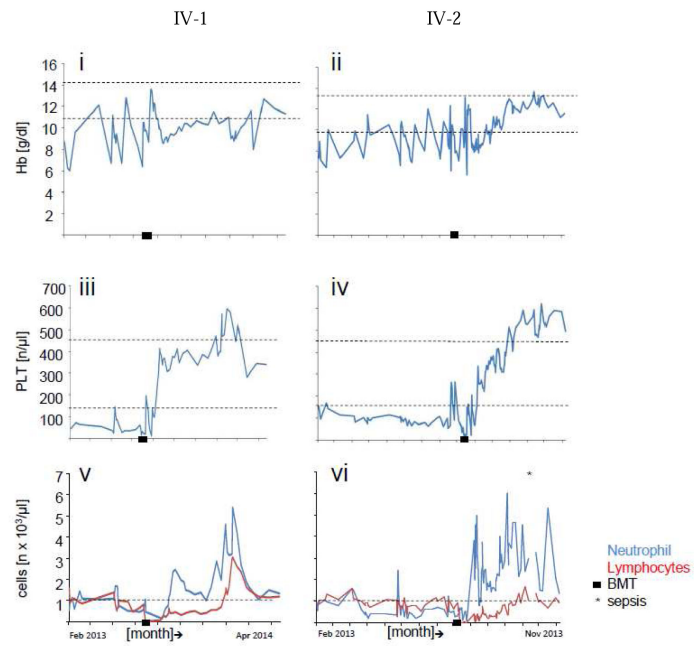 IV-1 IV-2
i ii
Hb [g/dl]
16
14
12
10
8
6
4
2
iii iv
PLT [n/µl]
700
600
500
400
300
200
100
v vi
*
cells [n x 10³/µl]
7
6
5
4
3
2
1
Feb 2013 [month]→ Apr 2014
Feb 2013 [month]→ Nov 2013
Neutrophil
Lymphocytes
BMT
* sepsis